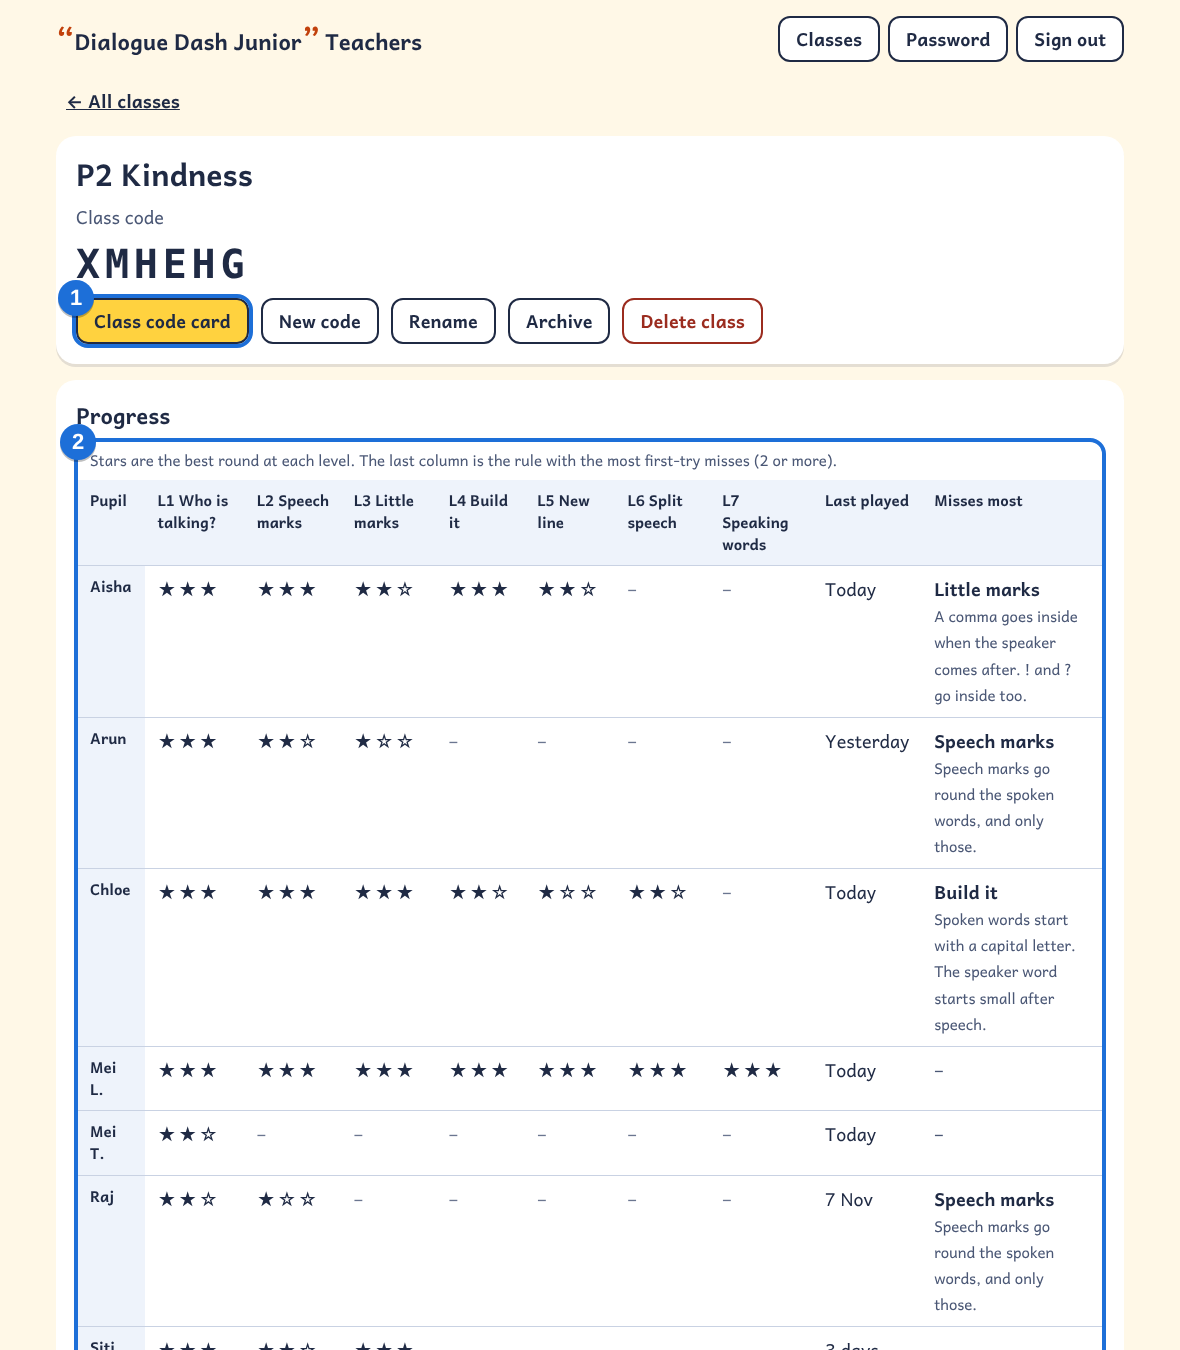 “Dialogue Dash Junior” Teachers
Classes Password Sign out
← All classes
P2 Kindness
Class code
XMHEHG
1
Class code card New code Rename Archive Delete class
Progress
2
Stars are the best round at each level. The last column is the rule with the most first-try misses (2 or more).
Pupil L1 Who is talking? L2 Speech marks L3 Little marks L4 Build it L5 New line L6 Split speech L7 Speaking words Last played Misses most
Aisha ★★★ ★★★ ★★☆ ★★★ ★★☆ – – Today Little marks
A comma goes inside
when the speaker
comes after. ! and ?
go inside too.
Arun ★★★ ★★☆ ★☆☆ – – – – Yesterday Speech marks
Speech marks go
round the spoken
words, and only
those.
Chloe ★★★ ★★★ ★★★ ★★☆ ★☆☆ ★★☆ – Today Build it
Spoken words start
with a capital letter.
The speaker word
starts small after
speech.
Mei L. ★★★ ★★★ ★★★ ★★★ ★★★ ★★★ ★★★ Today –
Mei T. ★★☆ – – – – – – Today –
Raj ★★☆ ★☆☆ – – – – – 7 Nov Speech marks
Speech marks go
round the spoken
words, and only
those.
Siti ★★★ ★★☆ ★★★ 3 days